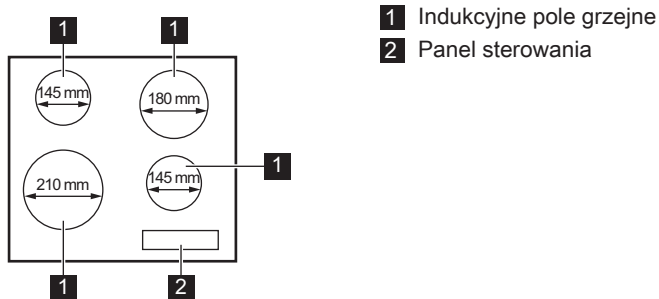 1 1
145 mm
180 mm
210 mm
145 mm
1
1
2
1 Indukcyjne pole grzejne
2 Panel sterowania